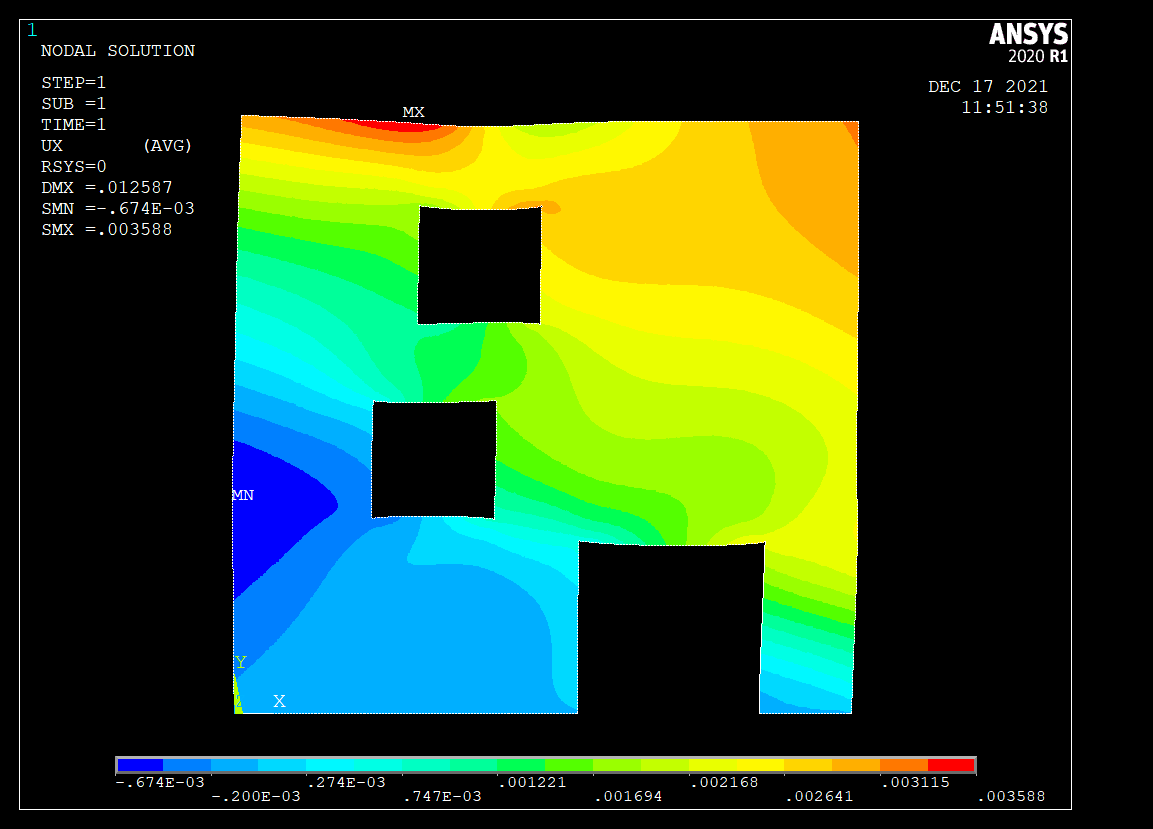 1
ANSYS
2020 R1
NODAL SOLUTION
STEP=1
SUB =1
TIME=1
UX (AVG)
RSYS=0
DMX =.012587
SMN =-.674E-03
SMX =.003588
DEC 17 2021
11:51:38
MX
MN
Y
X
-.674E-03 .274E-03 .001221 .002168 .003115
-.200E-03 .747E-03 .001694 .002641 .003588